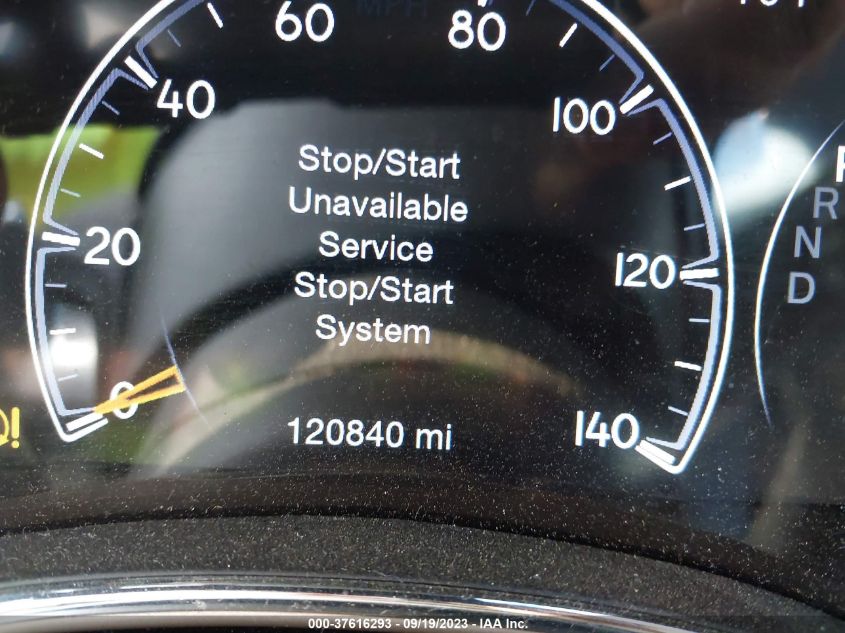 MPH
60
80
40
100
Stop/Start
Unavailable
Service
Stop/Start
System
20
120
0
140
120840 mi
R
N
D
000-37616293 - 09/19/2023 - IAA Inc.